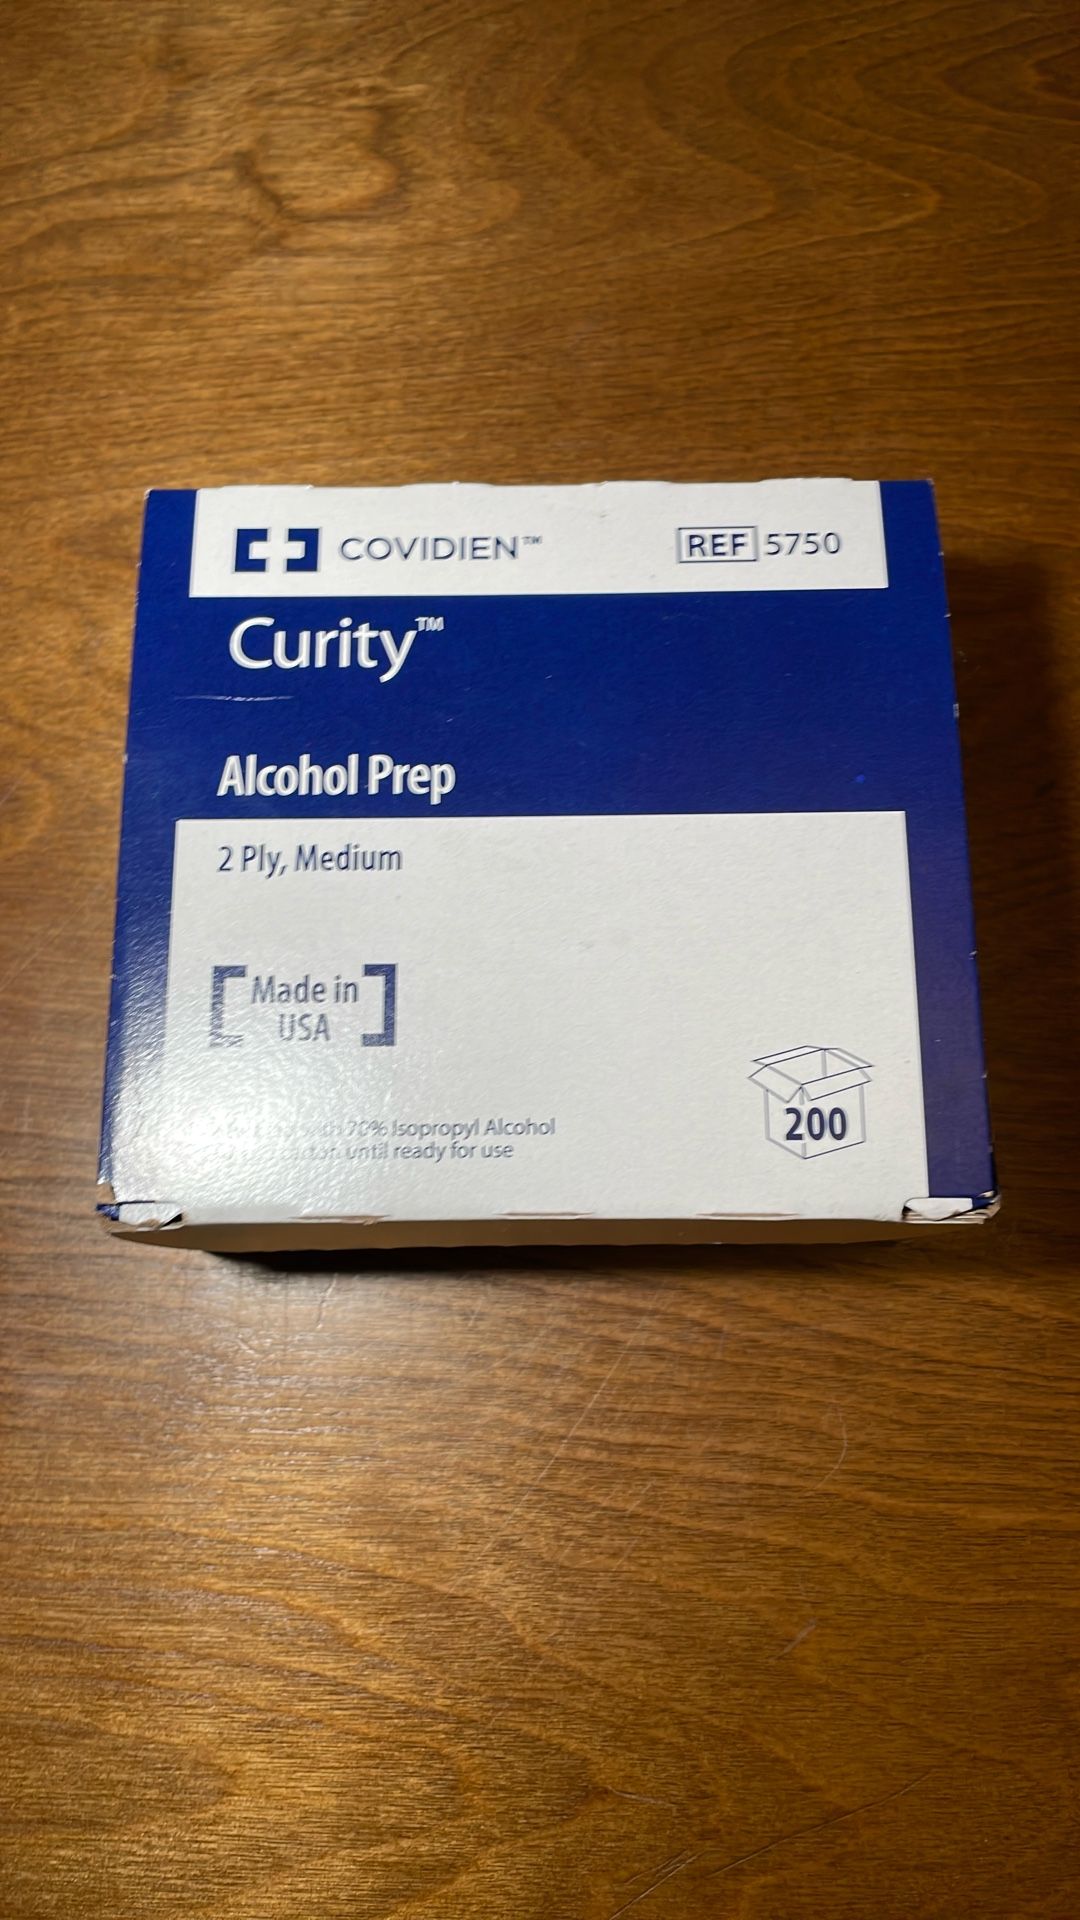 COVIDIEN™
REF 5750
Curity™
Alcohol Prep
2 Ply, Medium
Made in
USA
70% Isopropyl Alcohol
until ready for use
200